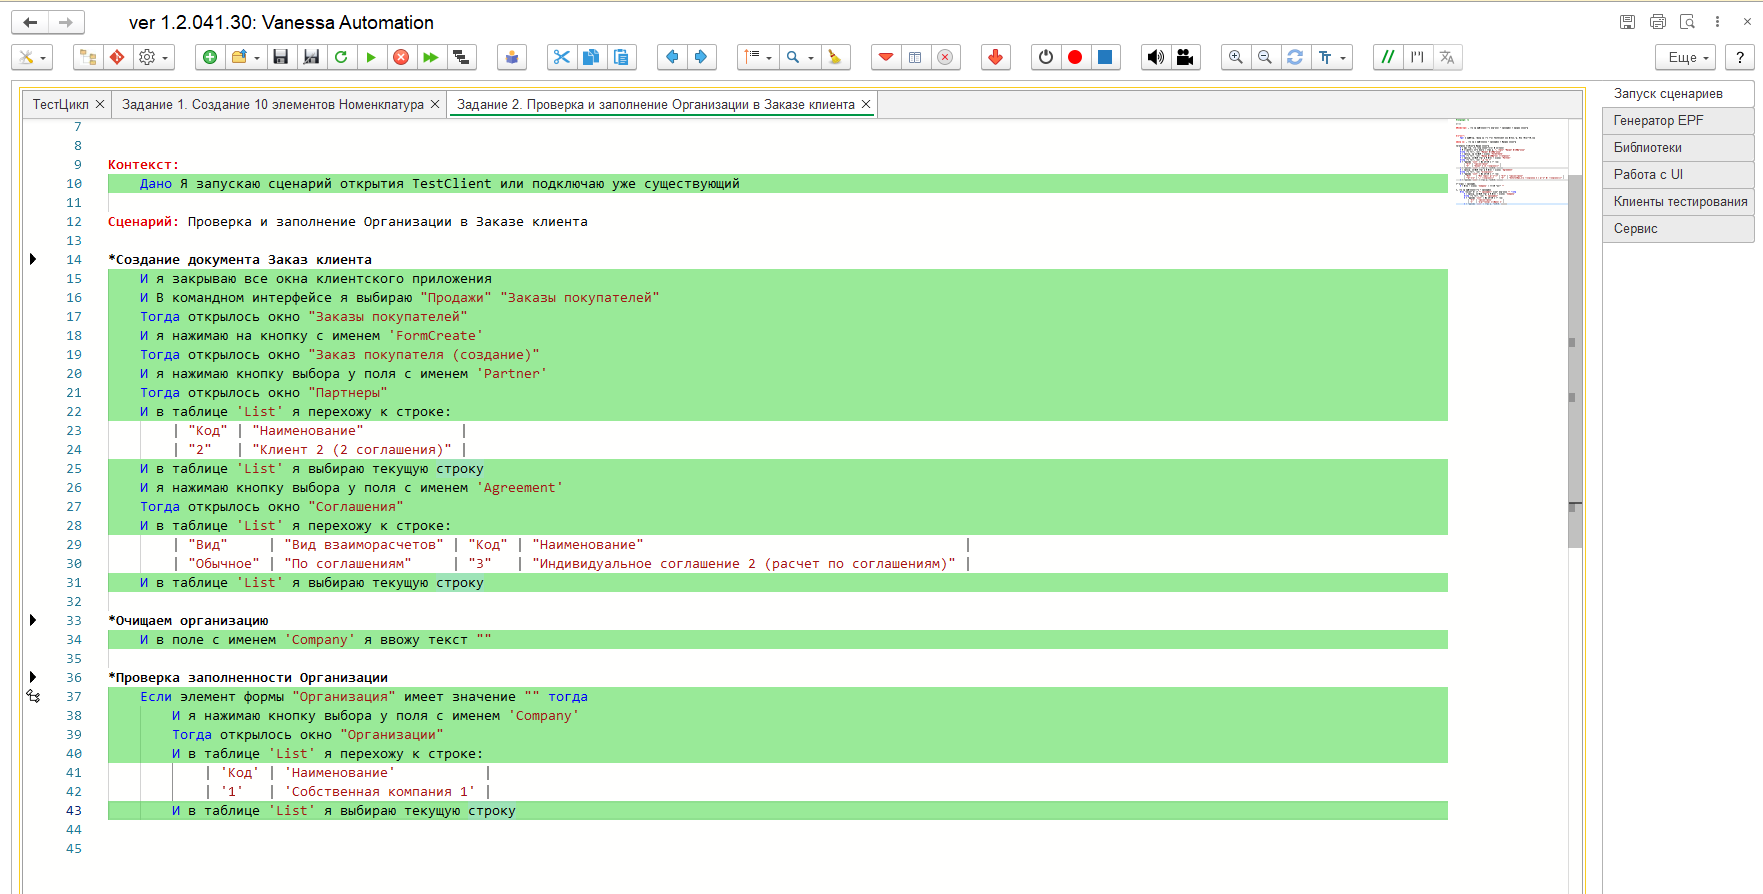 ver 1.2.041.30: Vanessa Automation
Еще
?
ТестЦикл
Задание 1. Создание 10 элементов Номенклатура
Задание 2. Проверка и заполнение Организации в Заказе клиента
Запуск сценариев
Генератор EPF
Библиотеки
Работа с UI
Клиенты тестирования
Сервис
7
8
9 Контекст:
10 Дано Я запускаю сценарий открытия TestClient или подключаю уже существующий
11
12 Сценарий: Проверка и заполнение Организации в Заказе клиента
13
14 *Создание документа Заказ клиента
15 И я закрываю все окна клиентского приложения
16 И В командном интерфейсе я выбираю "Продажи" "Заказы покупателей"
17 Тогда открылось окно "Заказы покупателей"
18 И я нажимаю на кнопку с именем 'FormCreate'
19 Тогда открылось окно "Заказ покупателя (создание)"
20 И я нажимаю кнопку выбора у поля с именем 'Partner'
21 Тогда открылось окно "Партнеры"
22 И в таблице 'List' я перехожу к строке:
23 | "Код" | "Наименование" |
24 | "2" | "Клиент 2 (2 соглашения)" |
25 И в таблице 'List' я выбираю текущую строку
26 И я нажимаю кнопку выбора у поля с именем 'Agreement'
27 Тогда открылось окно "Соглашения"
28 И в таблице 'List' я перехожу к строке:
29 | "Вид" | "Вид взаиморасчетов" | "Код" | "Наименование" |
30 | "Обычное" | "По соглашениям" | "3" | "Индивидуальное соглашение 2 (расчет по соглашениям)" |
31 И в таблице 'List' я выбираю текущую строку
32
33 *Очищаем организацию
34 И в поле с именем 'Company' я ввожу текст ""
35
36 *Проверка заполненности Организации
37 Если элемент формы "Организация" имеет значение "" тогда
38 И я нажимаю кнопку выбора у поля с именем 'Company'
39 Тогда открылось окно "Организации"
40 И в таблице 'List' я перехожу к строке:
41 | 'Код' | 'Наименование' |
42 | '1' | 'Собственная компания 1' |
43 И в таблице 'List' я выбираю текущую строку
44
45